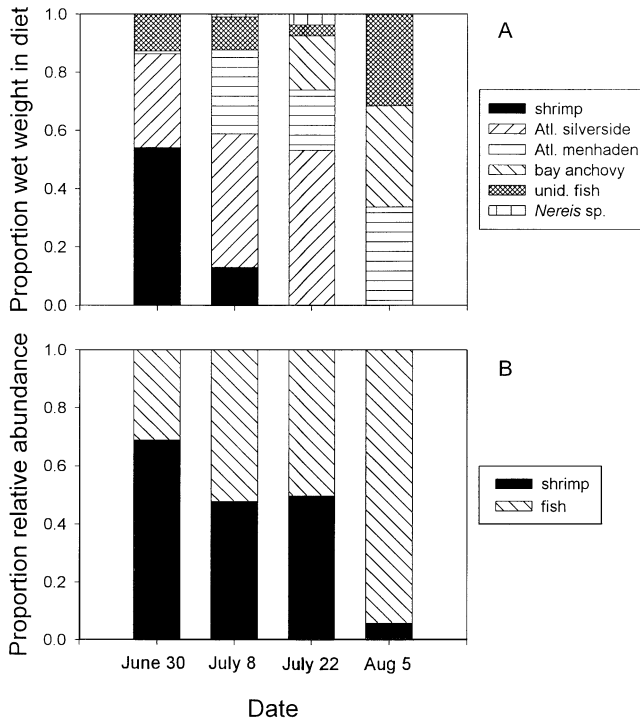 A
Proportion wet weight in diet
1.0
0.8
0.6
0.4
0.2
0.0
shrimp
Atl. silverside
Atl. menhaden
bay anchovy
unid. fish
Nereis sp.
B
Proportion relative abundance
1.0
0.8
0.6
0.4
0.2
0.0
shrimp
fish
June 30 July 8 July 22 Aug 5
Date